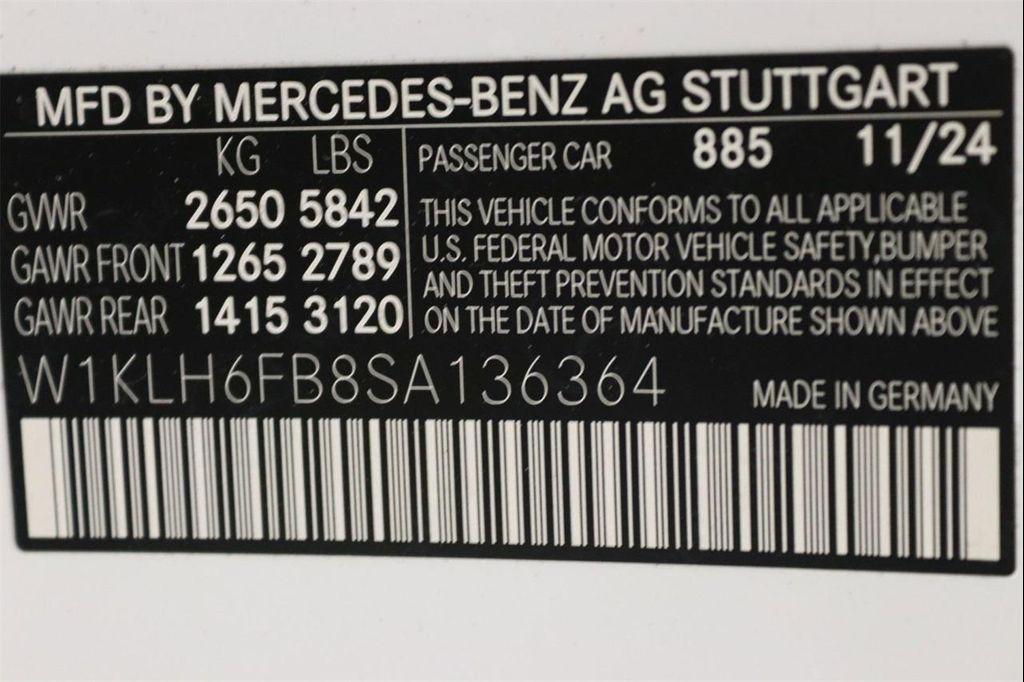 MFD BY MERCEDES-BENZ AG STUTTGART
KG LBS
GVWR 2650 5842
GAWR FRONT 1265 2789
GAWR REAR 1415 3120
PASSENGER CAR 885 11/24
THIS VEHICLE CONFORMS TO ALL APPLICABLE
U.S. FEDERAL MOTOR VEHICLE SAFETY,BUMPER
AND THEFT PREVENTION STANDARDS IN EFFECT
ON THE DATE OF MANUFACTURE SHOWN ABOVE
W1KLH6FB8SA136364
MADE IN GERMANY